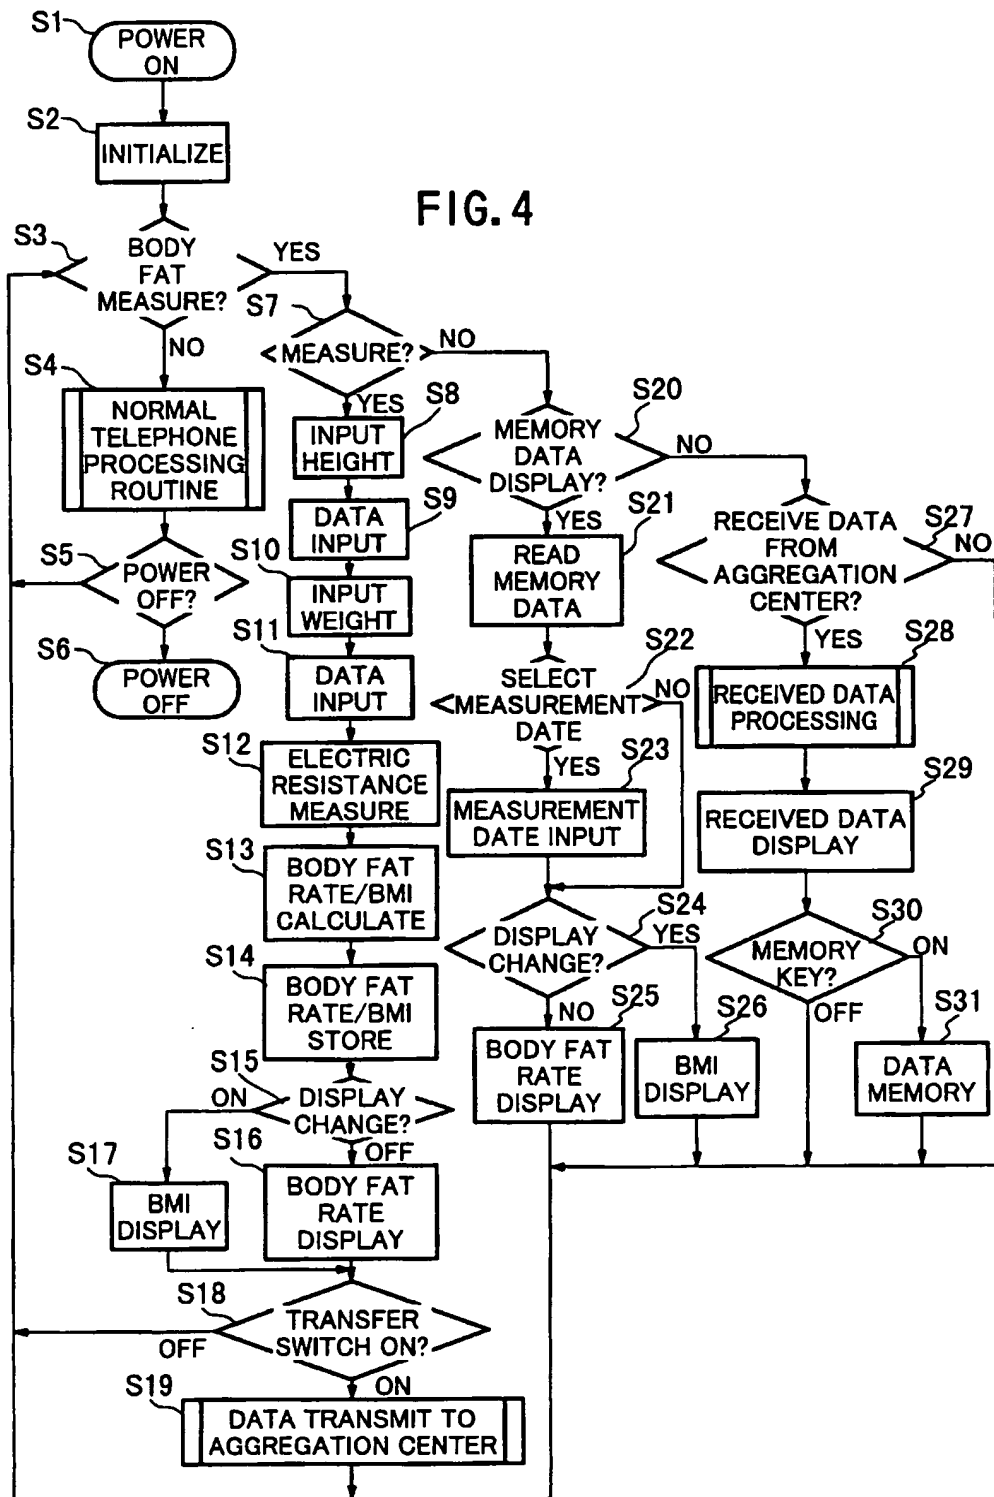 S1
POWER
ON
S2
INITIALIZE
FIG. 4
S3
BODY
FAT
MEASURE?
YES
NO
S4
NORMAL
TELEPHONE
PROCESSING
ROUTINE
S5
POWER
OFF?
S6
POWER
OFF
S7
MEASURE?
NO
YES
S8
INPUT
HEIGHT
S9
DATA
INPUT
S10
INPUT
WEIGHT
S11
DATA
INPUT
S12
ELECTRIC
RESISTANCE
MEASURE
S13
BODY FAT
RATE/BMI
CALCULATE
S14
BODY FAT
RATE/BMI
STORE
S15
DISPLAY
CHANGE?
ON
OFF
S16
BODY FAT
RATE
DISPLAY
S17
BMI
DISPLAY
S18
TRANSFER
SWITCH ON?
OFF
ON
S19
DATA TRANSMIT TO
AGGREGATION CENTER
S20
MEMORY
DATA
DISPLAY?
NO
YES
S21
READ
MEMORY
DATA
S22
SELECT
MEASUREMENT
DATE
NO
YES
S23
MEASUREMENT
DATE INPUT
S24
DISPLAY
CHANGE?
YES
NO
S25
BODY FAT
RATE
DISPLAY
S26
BMI
DISPLAY
S27
RECEIVE DATA
FROM
AGGREGATION
CENTER?
NO
YES
S28
RECEIVED DATA
PROCESSING
S29
RECEIVED DATA
DISPLAY
S30
MEMORY
KEY?
ON
OFF
S31
DATA
MEMORY